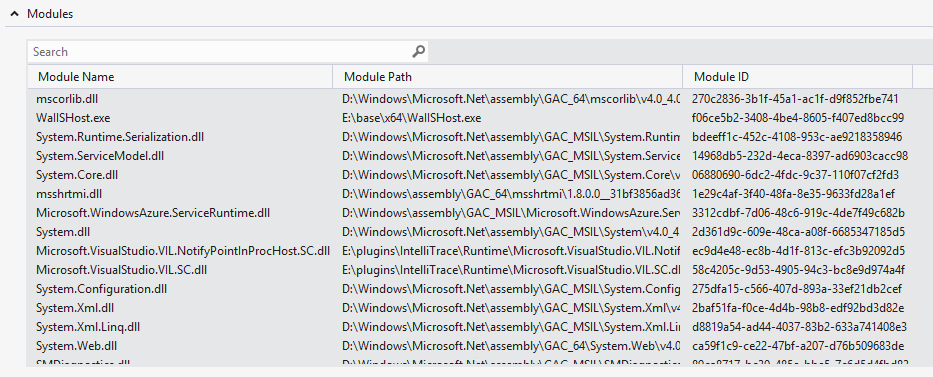 Modules
Search
Module Name Module Path Module ID
mscorlib.dll D:\Windows\Microsoft.Net\assembly\GAC_64\mscorlib\v4.0_4.0 270c2836-3b1f-45a1-ac1f-d9f852fbe741
WallSHost.exe E:\base\x64\WallSHost.exe f06ce5b2-3408-4be4-8605-f407ed8bcc99
System.Runtime.Serialization.dll D:\Windows\Microsoft.Net\assembly\GAC_MSIL\System.Runtim bdeeff1c-452c-4108-953c-ae9218358946
System.ServiceModel.dll D:\Windows\Microsoft.Net\assembly\GAC_MSIL\System.Service 14968db5-232d-4eca-8397-ad6903cacc98
System.Core.dll D:\Windows\Microsoft.Net\assembly\GAC_MSIL\System.Core\v 06880690-6dc2-4fdc-9c37-110f07cf2fd3
msshrtmi.dll D:\Windows\assembly\GAC_64\msshrtmi\1.8.0.0__31bf3856ad36 1e29c4af-3f40-48fa-8e35-9633fd28a1ef
Microsoft.WindowsAzure.ServiceRuntime.dll D:\Windows\assembly\GAC_MSIL\Microsoft.WindowsAzure.Serv 3312cdbf-7d06-48c6-919c-4de7f49c682b
System.dll D:\Windows\Microsoft.Net\assembly\GAC_MSIL\System\v4.0_4 2d361d9c-609e-48ca-a08f-6685347185d5
Microsoft.VisualStudio.VIL.NotifyPointInProcHost.SC.dll E:\plugins\IntelliTrace\Runtime\Microsoft.VisualStudio.VIL.Notif ec9d4e48-ec8b-4d1f-813c-efc3b92092d5
Microsoft.VisualStudio.VIL.SC.dll E:\plugins\IntelliTrace\Runtime\Microsoft.VisualStudio.VIL.SC.dl 58c4205c-9d53-4905-94c3-bc8e9d974a4f
System.Configuration.dll D:\Windows\Microsoft.Net\assembly\GAC_MSIL\System.Config 275dfa15-c566-407d-893a-33ef21db2cef
System.Xml.dll D:\Windows\Microsoft.Net\assembly\GAC_MSIL\System.Xml\v4 2baf51fa-f0ce-4d4b-98b8-edf92bd3d82e
System.Xml.Linq.dll D:\Windows\Microsoft.Net\assembly\GAC_MSIL\System.Xml.Lin d8819a54-ad44-4037-83b2-633a741408e3
System.Web.dll D:\Windows\Microsoft.Net\assembly\GAC_64\System.Web\v4.0 ca59f1c9-ce22-47bf-a207-d76b509683de
SMDiagnostics.dll D:\Windows\Microsoft.Net\assembly\GAC_MSIL\SMDiagnostics